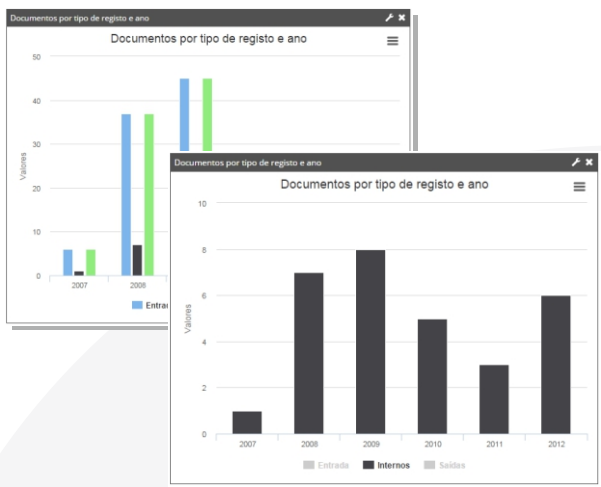 Documentos por tipo de registo e ano
Documentos por tipo de registo e ano
50
40
30
20
10
0
Valores
2007
2008
Entra
Documentos por tipo de registo e ano
Documentos por tipo de registo e ano
10
8
6
4
2
0
Valores
2007 2008 2009 2010 2011 2012
Entrada Internos Saídas